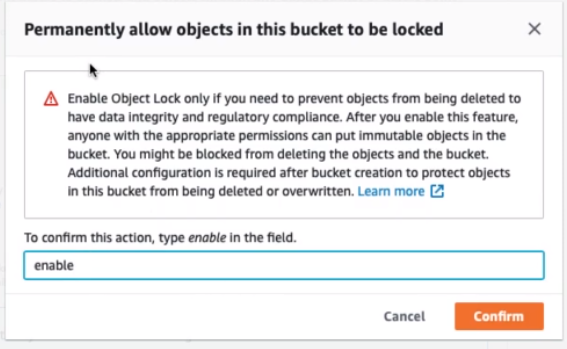 Permanently allow objects in this bucket to be locked
Enable Object Lock only if you need to prevent objects from being deleted to
have data integrity and regulatory compliance. After you enable this feature,
anyone with the appropriate permissions can put immutable objects in the
bucket. You might be blocked from deleting the objects and the bucket.
Additional configuration is required after bucket creation to protect objects
in this bucket from being deleted or overwritten. Learn more
To confirm this action, type enable in the field.
enable
Cancel Confirm